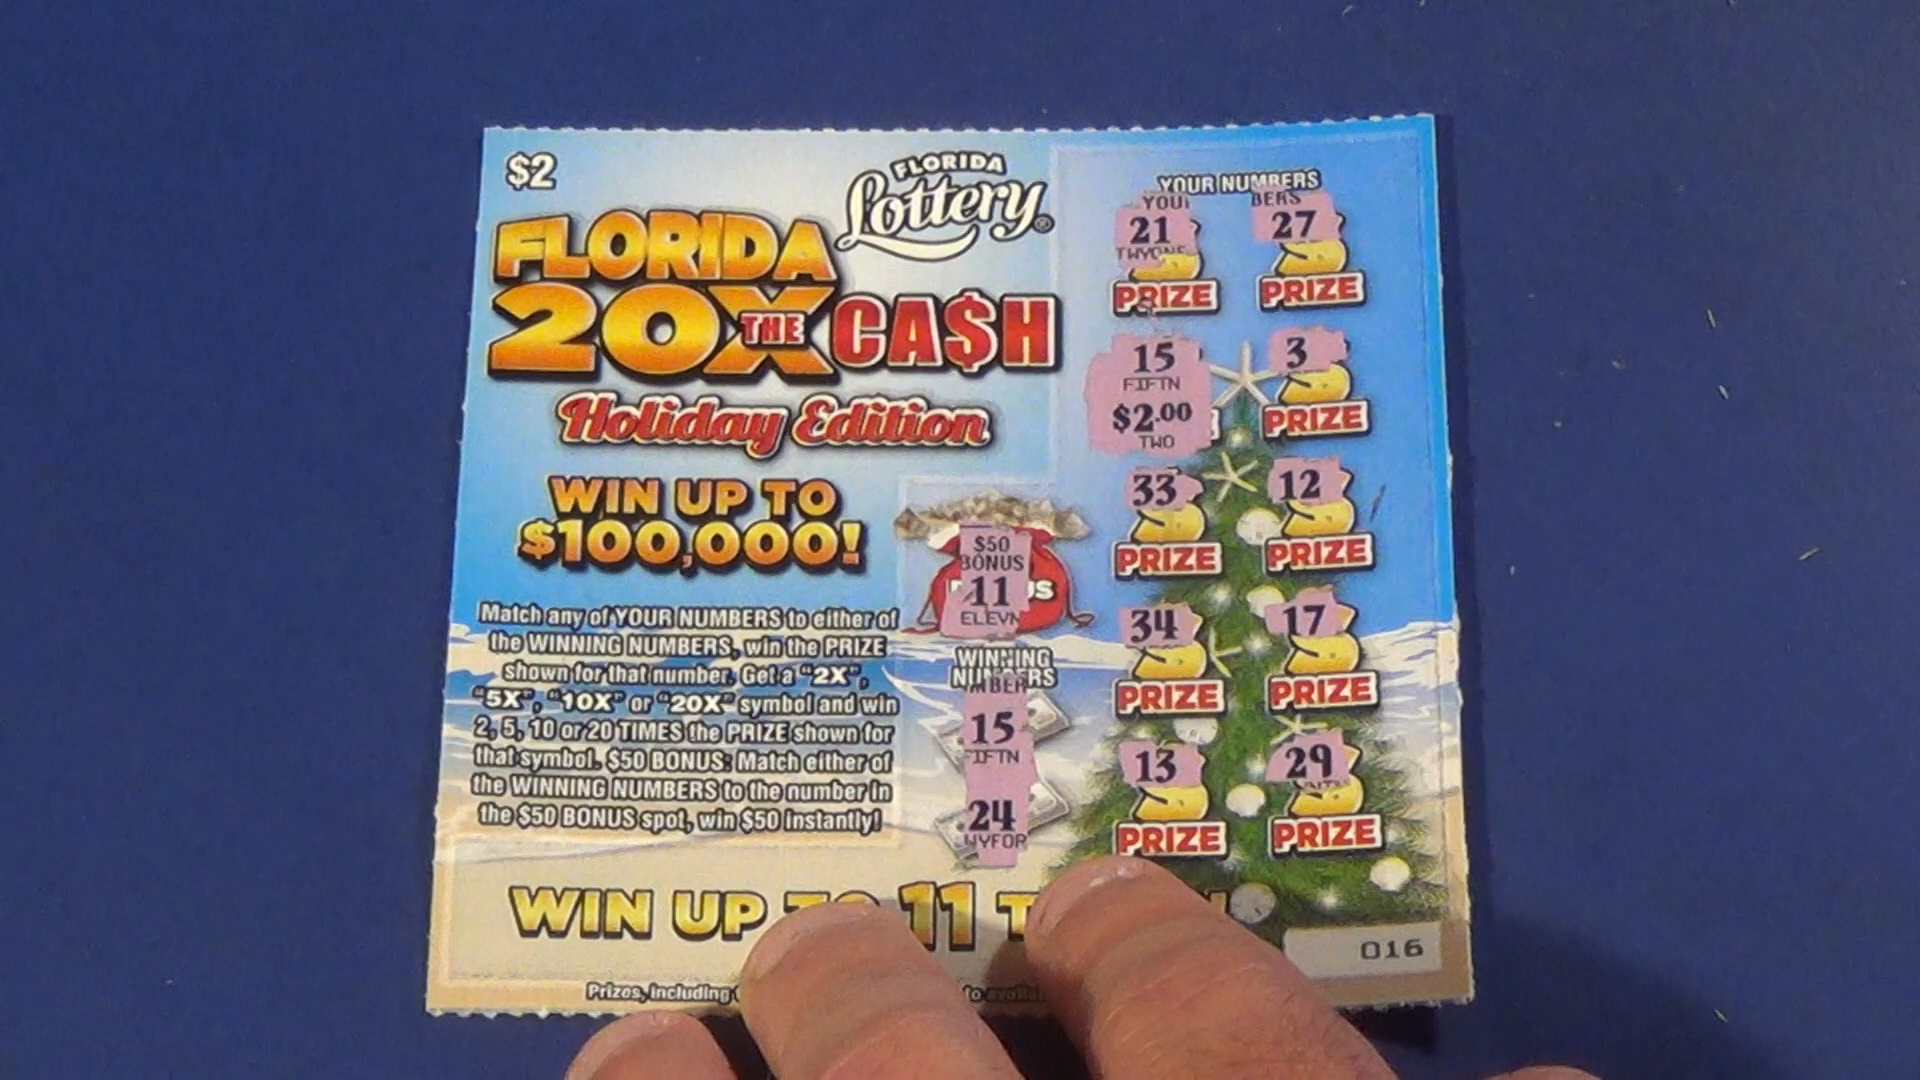 $2
FLORIDA
Lottery®
FLORIDA
20X THE CA$H
Holiday Edition
WIN UP TO
$100,000!
Match any of YOUR NUMBERS to either of
the WINNING NUMBERS, win the PRIZE
shown for that number. Get a "2X",
"5X", "10X" or "20X" symbol and win
2, 5, 10 or 20 TIMES the PRIZE shown for
that symbol. $50 BONUS: Match either of
the WINNING NUMBERS to the number in
the $50 BONUS spot, win $50 instantly!
$50
BONUS
11
ELEVN
WINNING
NUMBERS
15
FIFTN
24
WYFOR
YOUR NUMBERS
21 27
TWYONE
PRIZE PRIZE
15 3
FIFTN
$2.00
TWO
PRIZE
33 12
PRIZE PRIZE
34 17
PRIZE PRIZE
13 29
PRIZE PRIZE
WIN UP 11
016
Prizes, including